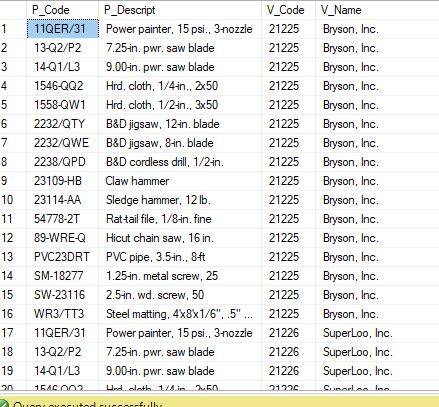 P_Code P_Descript V_Code V_Name
1 11QER/31 Power painter, 15 psi., 3-nozzle 21225 Bryson, Inc.
2 13-Q2/P2 7.25-in. pwr. saw blade 21225 Bryson, Inc.
3 14-Q1/L3 9.00-in. pwr. saw blade 21225 Bryson, Inc.
4 1546-QQ2 Hrd. cloth, 1/4-in., 2x50 21225 Bryson, Inc.
5 1558-QW1 Hrd. cloth, 1/2-in., 3x50 21225 Bryson, Inc.
6 2232/QTY B&D jigsaw, 12-in. blade 21225 Bryson, Inc.
7 2232/QWE B&D jigsaw, 8-in. blade 21225 Bryson, Inc.
8 2238/QPD B&D cordless drill, 1/2-in. 21225 Bryson, Inc.
9 23109-HB Claw hammer 21225 Bryson, Inc.
10 23114-AA Sledge hammer, 12 lb. 21225 Bryson, Inc.
11 54778-2T Rat-tail file, 1/8-in. fine 21225 Bryson, Inc.
12 89-WRE-Q Hicut chain saw, 16 in. 21225 Bryson, Inc.
13 PVC23DRT PVC pipe, 3.5-in., 8-ft 21225 Bryson, Inc.
14 SM-18277 1.25-in. metal screw, 25 21225 Bryson, Inc.
15 SW-23116 2.5-in. wd. screw, 50 21225 Bryson, Inc.
16 WR3/TT3 Steel matting, 4'x8'x1/6", .5" ... 21225 Bryson, Inc.
17 11QER/31 Power painter, 15 psi., 3-nozzle 21226 SuperLoo, Inc.
18 13-Q2/P2 7.25-in. pwr. saw blade 21226 SuperLoo, Inc.
19 14-Q1/L3 9.00-in. pwr. saw blade 21226 SuperLoo, Inc.
20 1546-QQ2 Hrd. cloth, 1/4-in., 2x50 21226 SuperLoo, Inc.
Query executed successfully